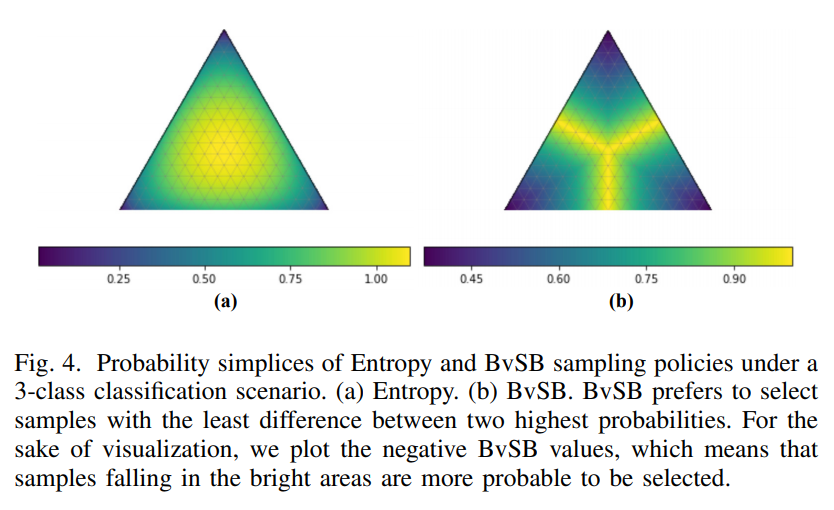 0.25 0.50 0.75 1.00 0.45 0.60 0.75 0.90
(a) (b)
Fig. 4. Probability simplices of Entropy and BvSB sampling policies under a
3-class classification scenario. (a) Entropy. (b) BvSB. BvSB prefers to select
samples with the least difference between two highest probabilities. For the
sake of visualization, we plot the negative BvSB values, which means that
samples falling in the bright areas are more probable to be selected.